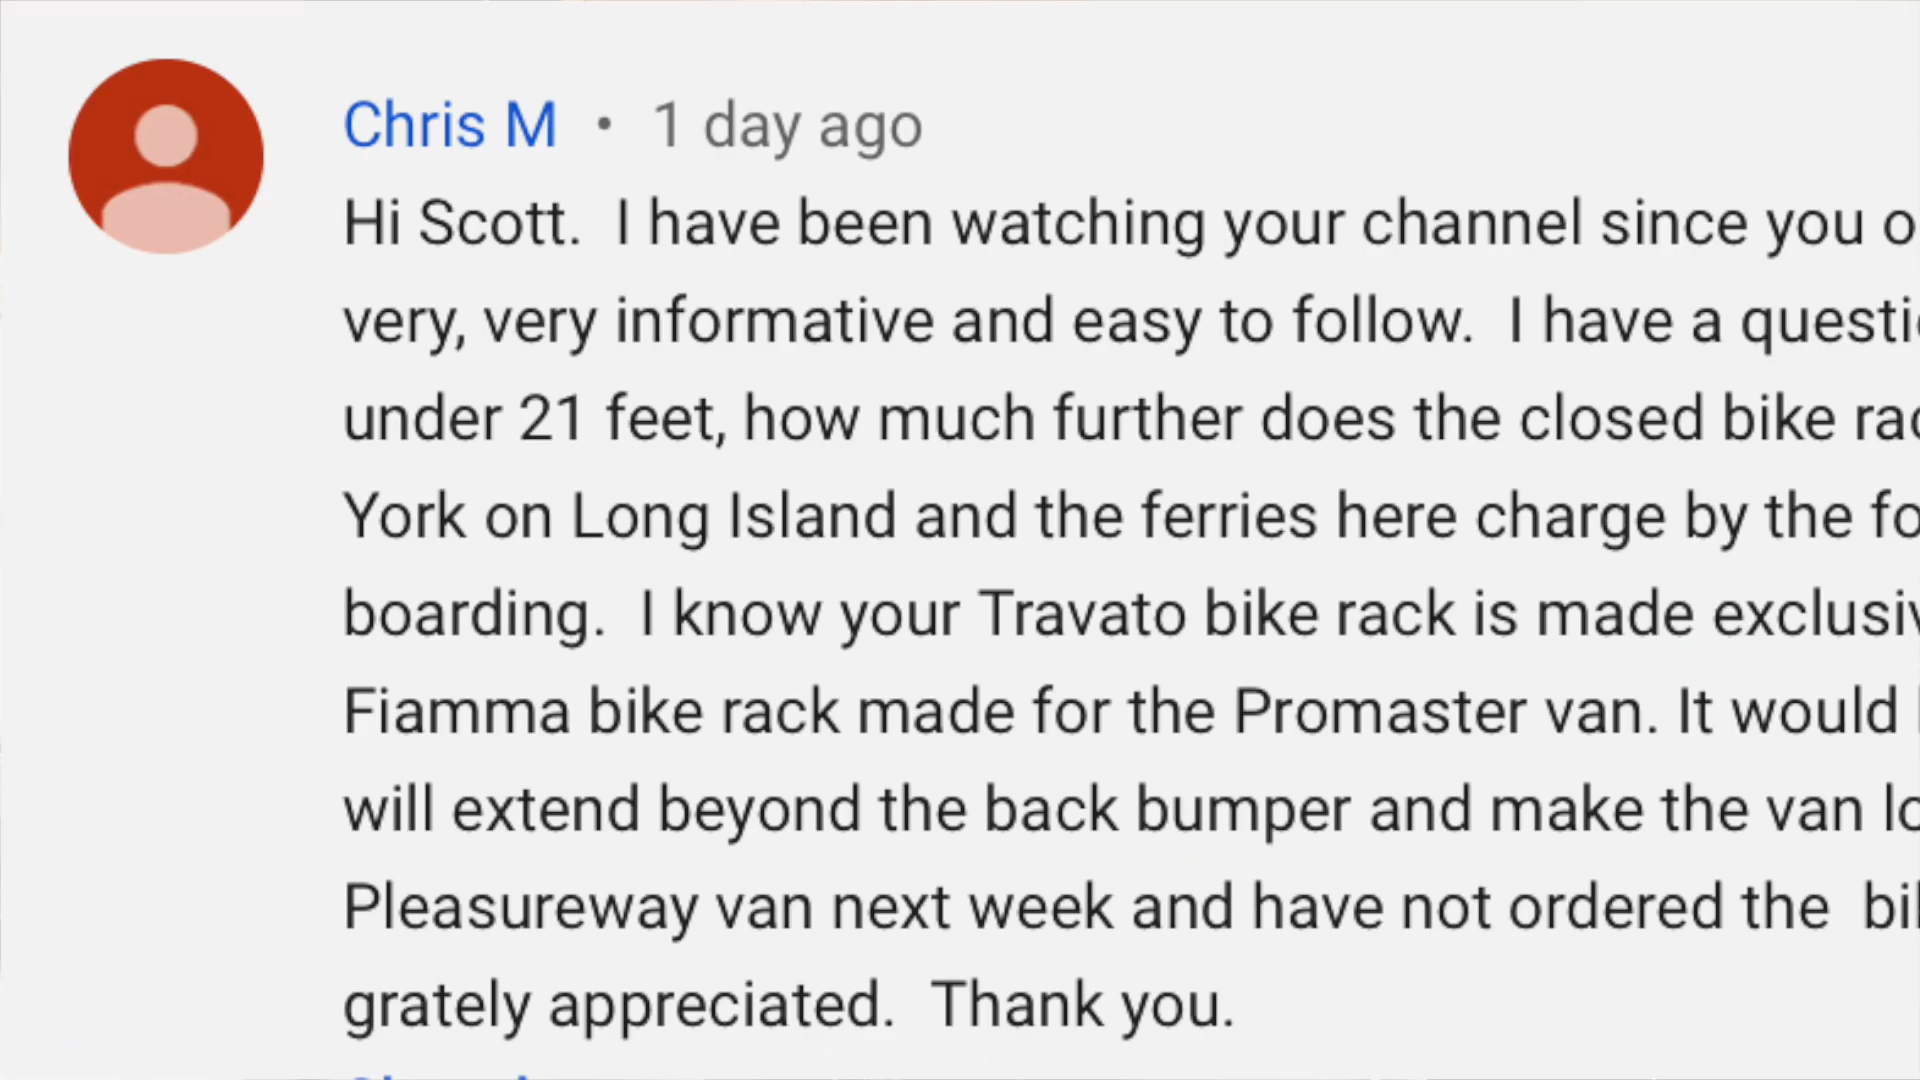 Chris M • 1 day ago
Hi Scott.  I have been watching your channel since you
very, very informative and easy to follow.  I have a
under 21 feet, how much further does the closed bike
York on Long Island and the ferries here charge by the
boarding.  I know your Travato bike rack is made
Fiamma bike rack made for the Promaster van. It would
will extend beyond the back bumper and make the van
Pleasureway van next week and have not ordered the
grately appreciated.  Thank you.